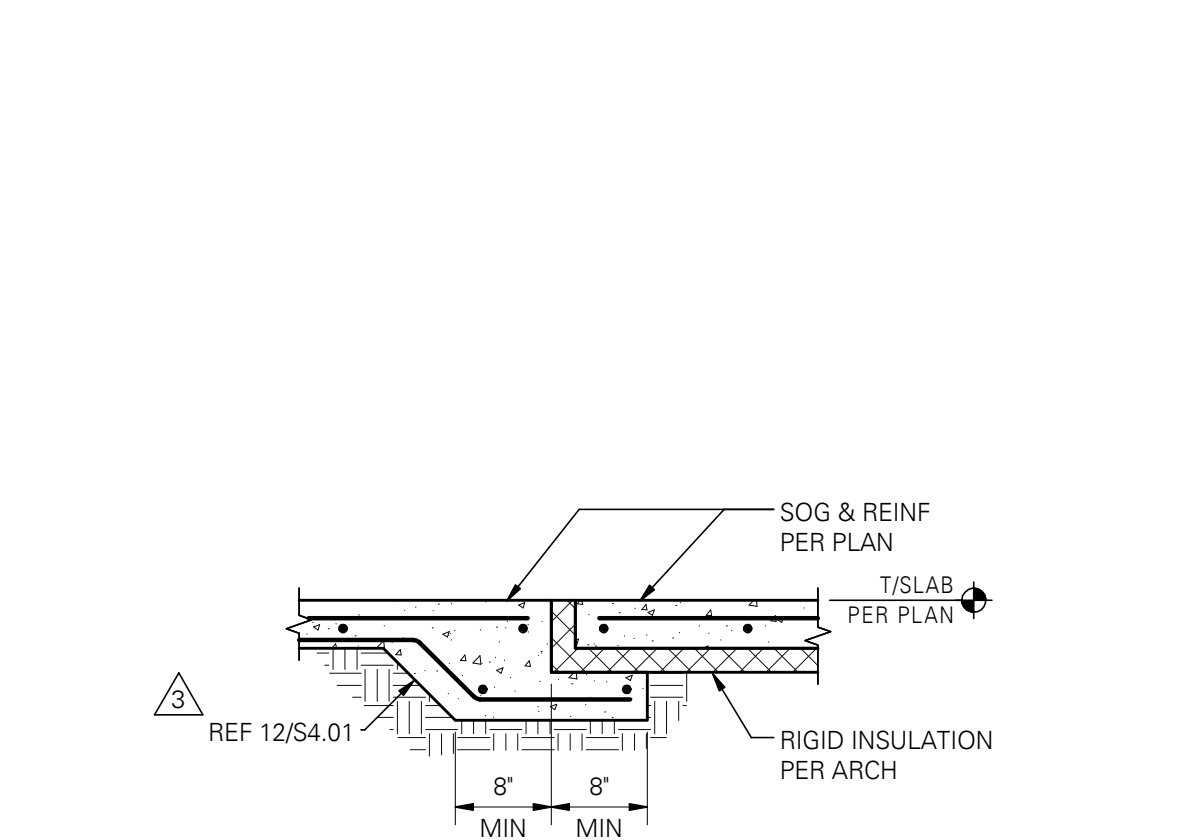 SOG & REINF
PER PLAN
T/SLAB
PER PLAN
3
REF 12/S4.01
RIGID INSULATION
PER ARCH
8" 8"
MIN MIN